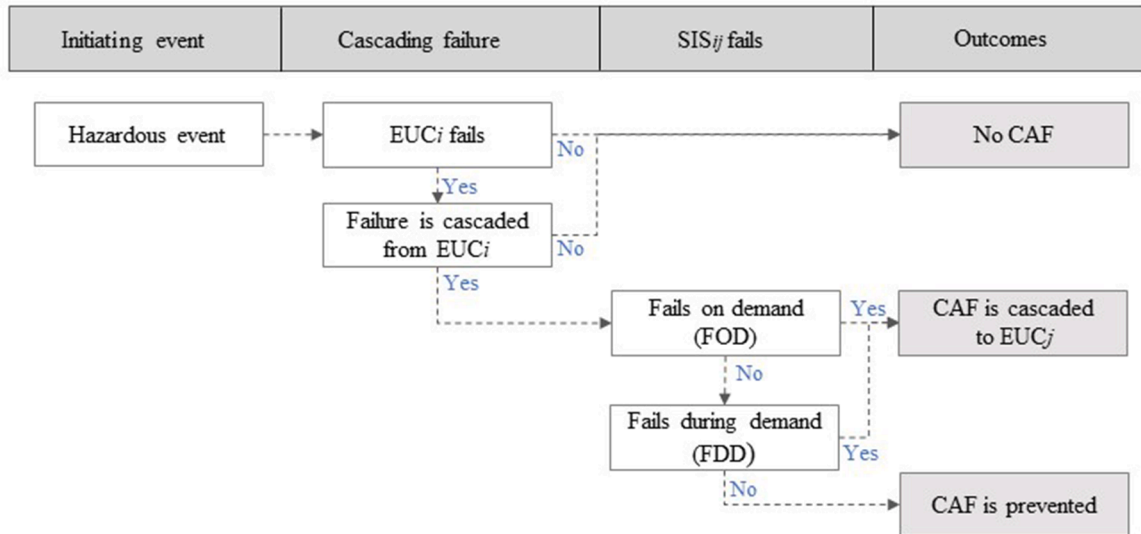 Initiating event
Cascading failure
SISij fails
Outcomes
Hazardous event
EUCi fails
No
No CAF
Yes
Failure is cascaded
from EUCi
No
Yes
Fails on demand
(FOD)
Yes
CAF is cascaded
to EUCj
No
Fails during demand
(FDD)
Yes
No
CAF is prevented